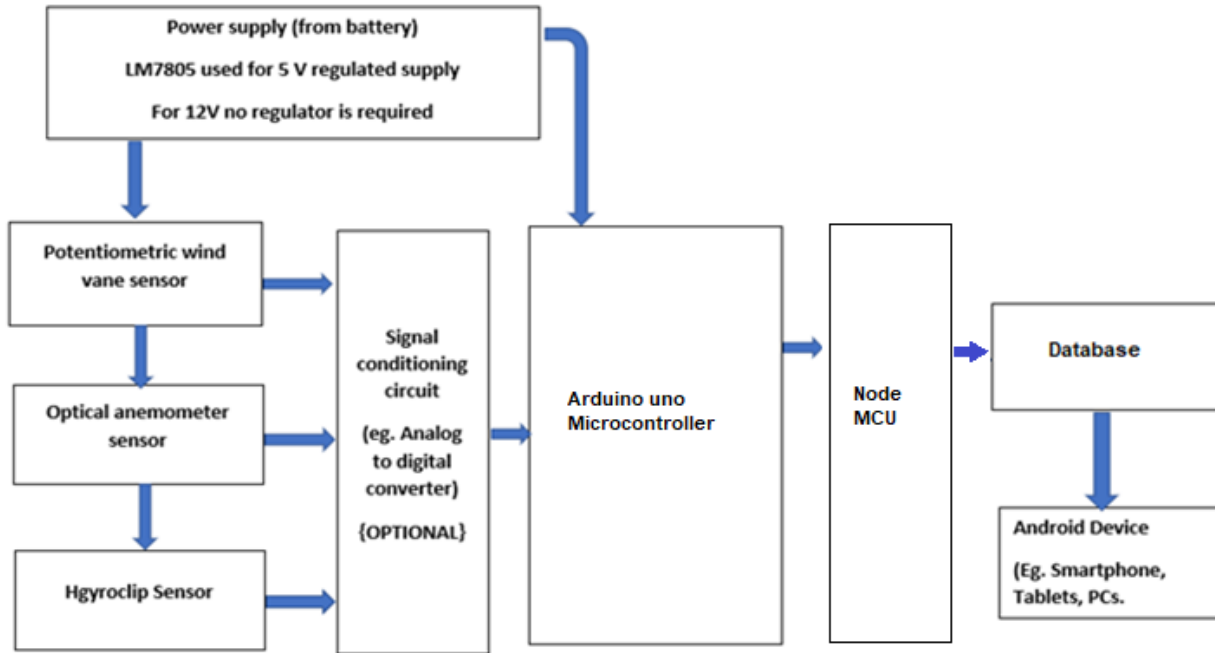 Power supply (from battery)
LM7805 used for 5 V regulated supply
For 12V no regulator is required
Potentiometric wind
vane sensor
Optical anemometer
sensor
Hgyroclip Sensor
Signal
conditioning
circuit
(eg. Analog
to digital
converter)
{OPTIONAL}
Arduino uno
Microcontroller
Node
MCU
Database
Android Device
(Eg. Smartphone,
Tablets, PCs.